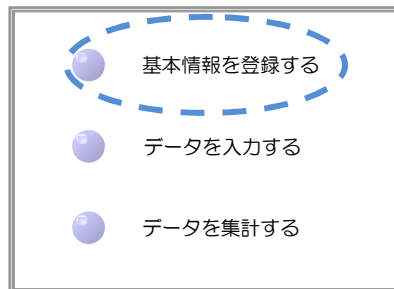 基本情報を登録する
データを入力する
データを集計する